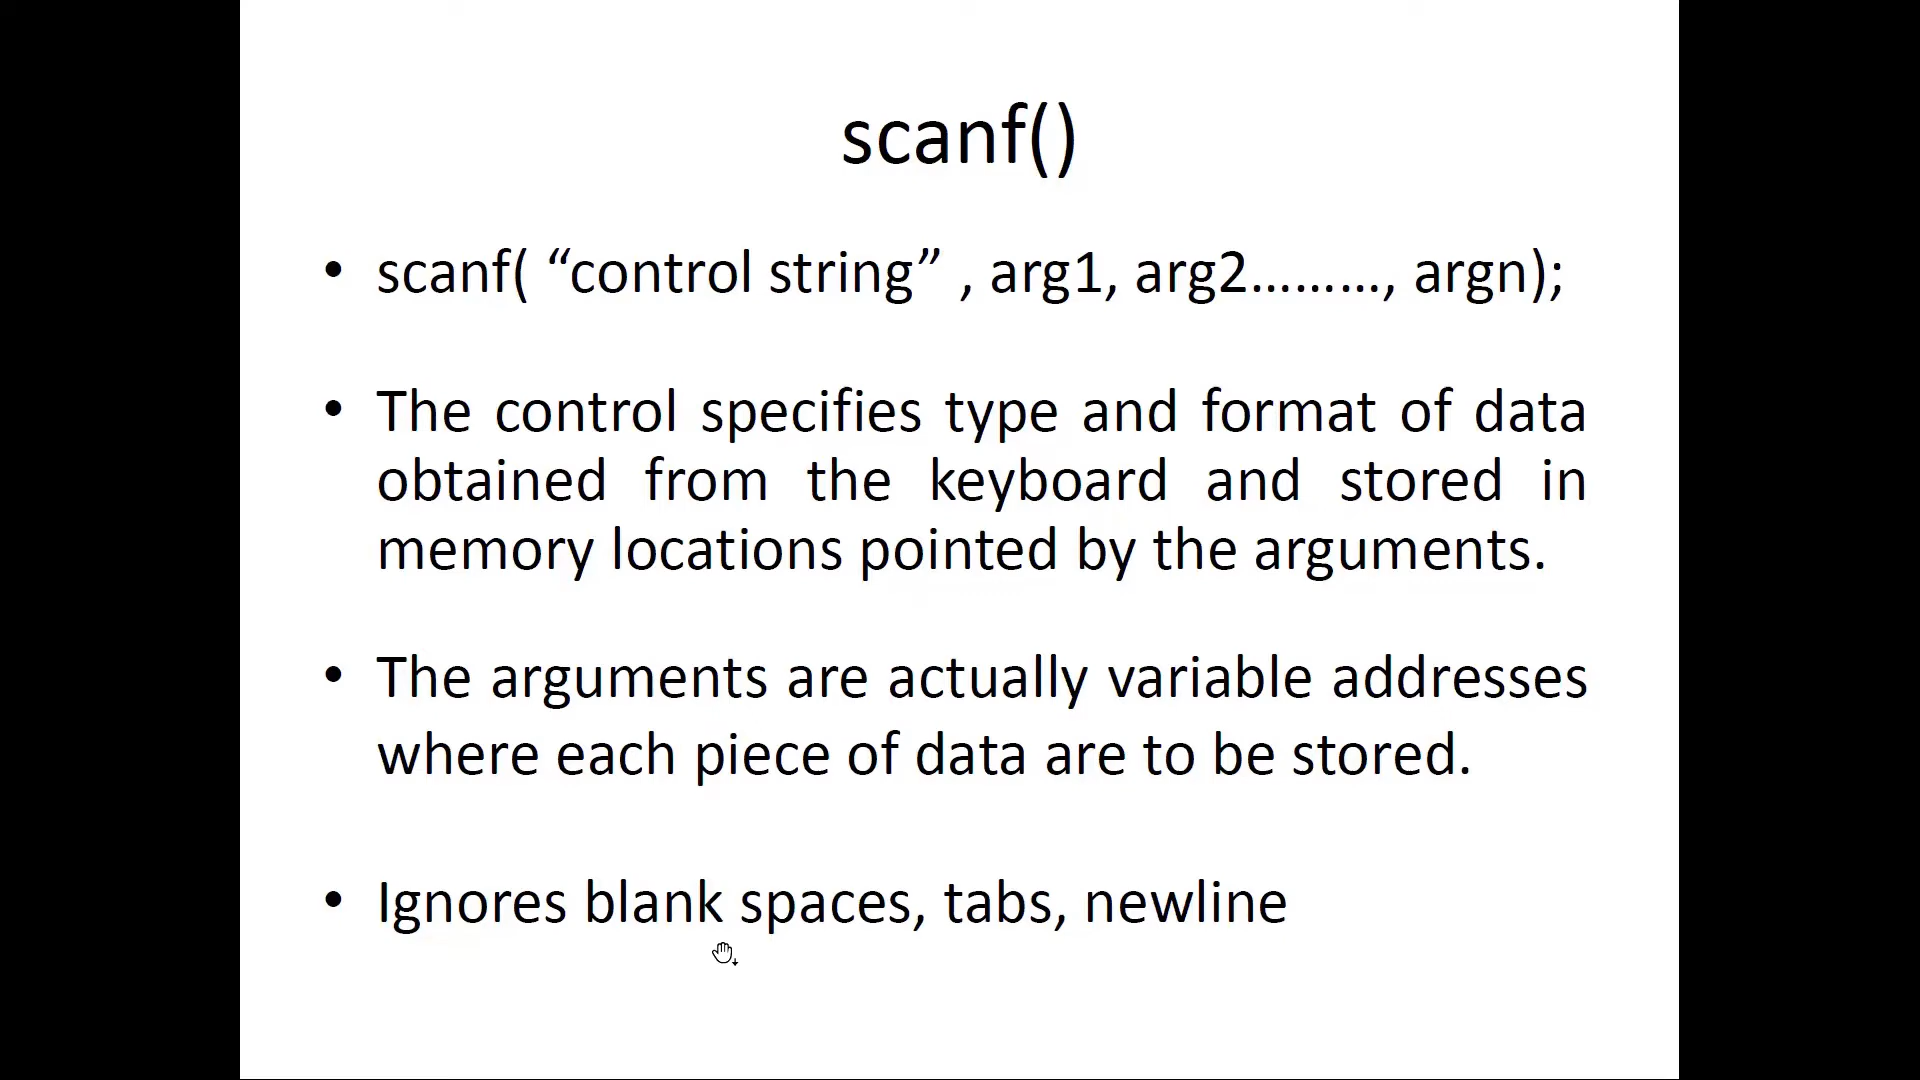 scanf()
• scanf( “control string” , arg1, arg2………, argn);
• The control specifies type and format of data
obtained from the keyboard and stored in
memory locations pointed by the arguments.
• The arguments are actually variable addresses
where each piece of data are to be stored.
• Ignores blank spaces, tabs, newline